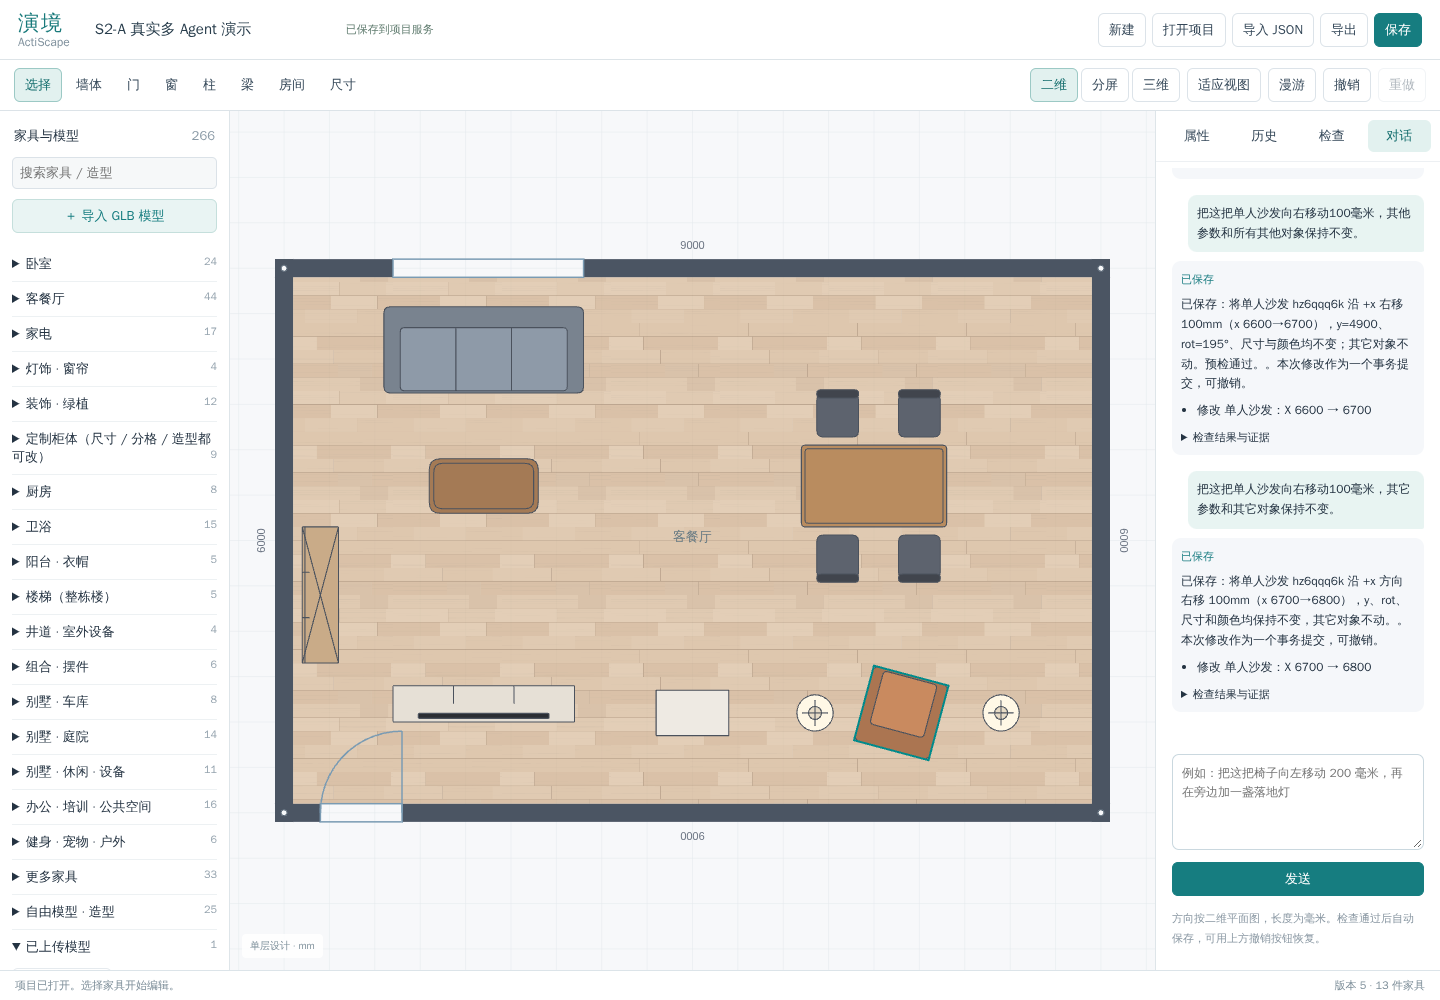 演境
ActiScape
S2-A 真实多 Agent 演示
已保存到项目服务
新建
打开项目
导入 JSON
导出
保存
选择
墙体
门
窗
柱
梁
房间
尺寸
二维
分屏
三维
适应视图
漫游
撤销
重做
家具与模型 266
搜索家具 / 造型
+ 导入 GLB 模型
▶ 卧室 24
▶ 客餐厅 44
▶ 家电 17
▶ 灯饰 · 窗帘 4
▶ 装饰 · 绿植 12
▶ 定制柜体（尺寸 / 分格 / 造型都
可改） 9
▶ 厨房 8
▶ 卫浴 15
▶ 阳台 · 衣帽 5
▶ 楼梯（整栋楼） 5
▶ 井道 · 室外设备 4
▶ 组合 · 摆件 6
▶ 别墅 · 车库 8
▶ 别墅 · 庭院 14
▶ 别墅 · 休闲 · 设备 11
▶ 办公 · 培训 · 公共空间 16
▶ 健身 · 宠物 · 户外 6
▶ 更多家具 33
▶ 自由模型 · 造型 25
▼ 已上传模型 1
9000
6000
客餐厅
6000
9000
单层设计 · mm
属性
历史
检查
对话
把这把单人沙发向右移动100毫米，其他
参数和所有其他对象保持不变。
已保存
已保存：将单人沙发 hz6qqq6k 沿 +x 右移
100mm（x 6600→6700），y=4900、
rot=195°、尺寸与颜色均不变；其它对象不
动。预检通过。。本次修改作为一个事务提
交，可撤销。
• 修改 单人沙发：X 6600 → 6700
▶ 检查结果与证据
把这把单人沙发向右移动100毫米，其它
参数和其它对象保持不变。
已保存
已保存：将单人沙发 hz6qqq6k 沿 +x 方向
右移 100mm（x 6700→6800），y、rot、
尺寸和颜色均保持不变，其它对象不动。。
本次修改作为一个事务提交，可撤销。
• 修改 单人沙发：X 6700 → 6800
▶ 检查结果与证据
例如：把这把椅子向左移动 200 毫米，再
在旁边加一盏落地灯
发送
方向按二维平面图，长度为毫米。检查通过后自动
保存，可用上方撤销按钮恢复。
项目已打开。选择家具开始编辑。
版本 5 · 13 件家具